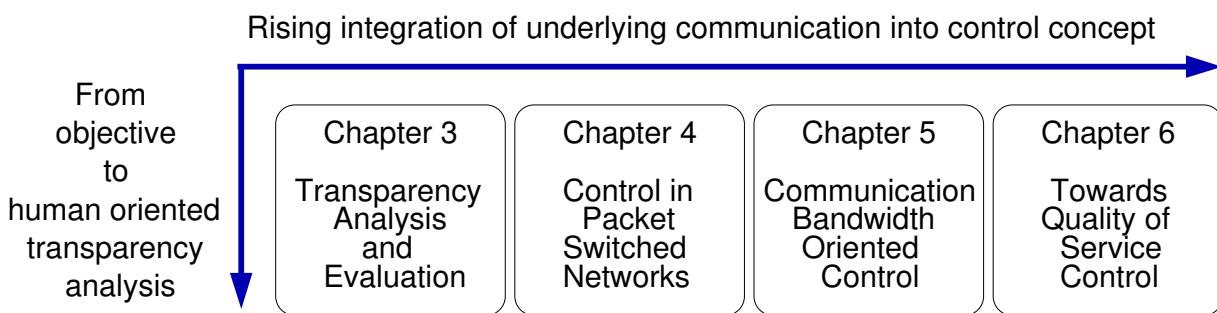 Rising integration of underlying communication into control concept
From
objective
to
human oriented
transparency
analysis
Chapter 3
Transparency
Analysis
and
Evaluation
Chapter 4
Control in
Packet
Switched
Networks
Chapter 5
Communication
Bandwidth
Oriented
Control
Chapter 6
Towards
Quality of
Service
Control